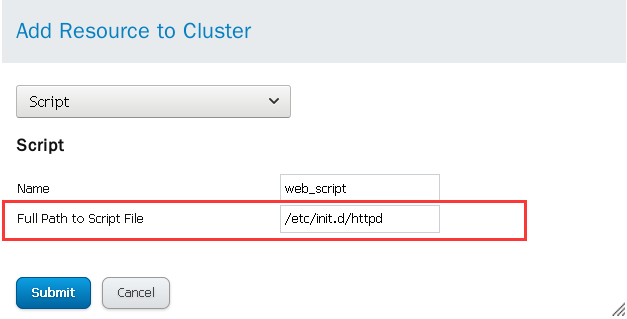 Add Resource to Cluster
Script
Script
Name web_script
Full Path to Script File /etc/init.d/httpd
Submit Cancel